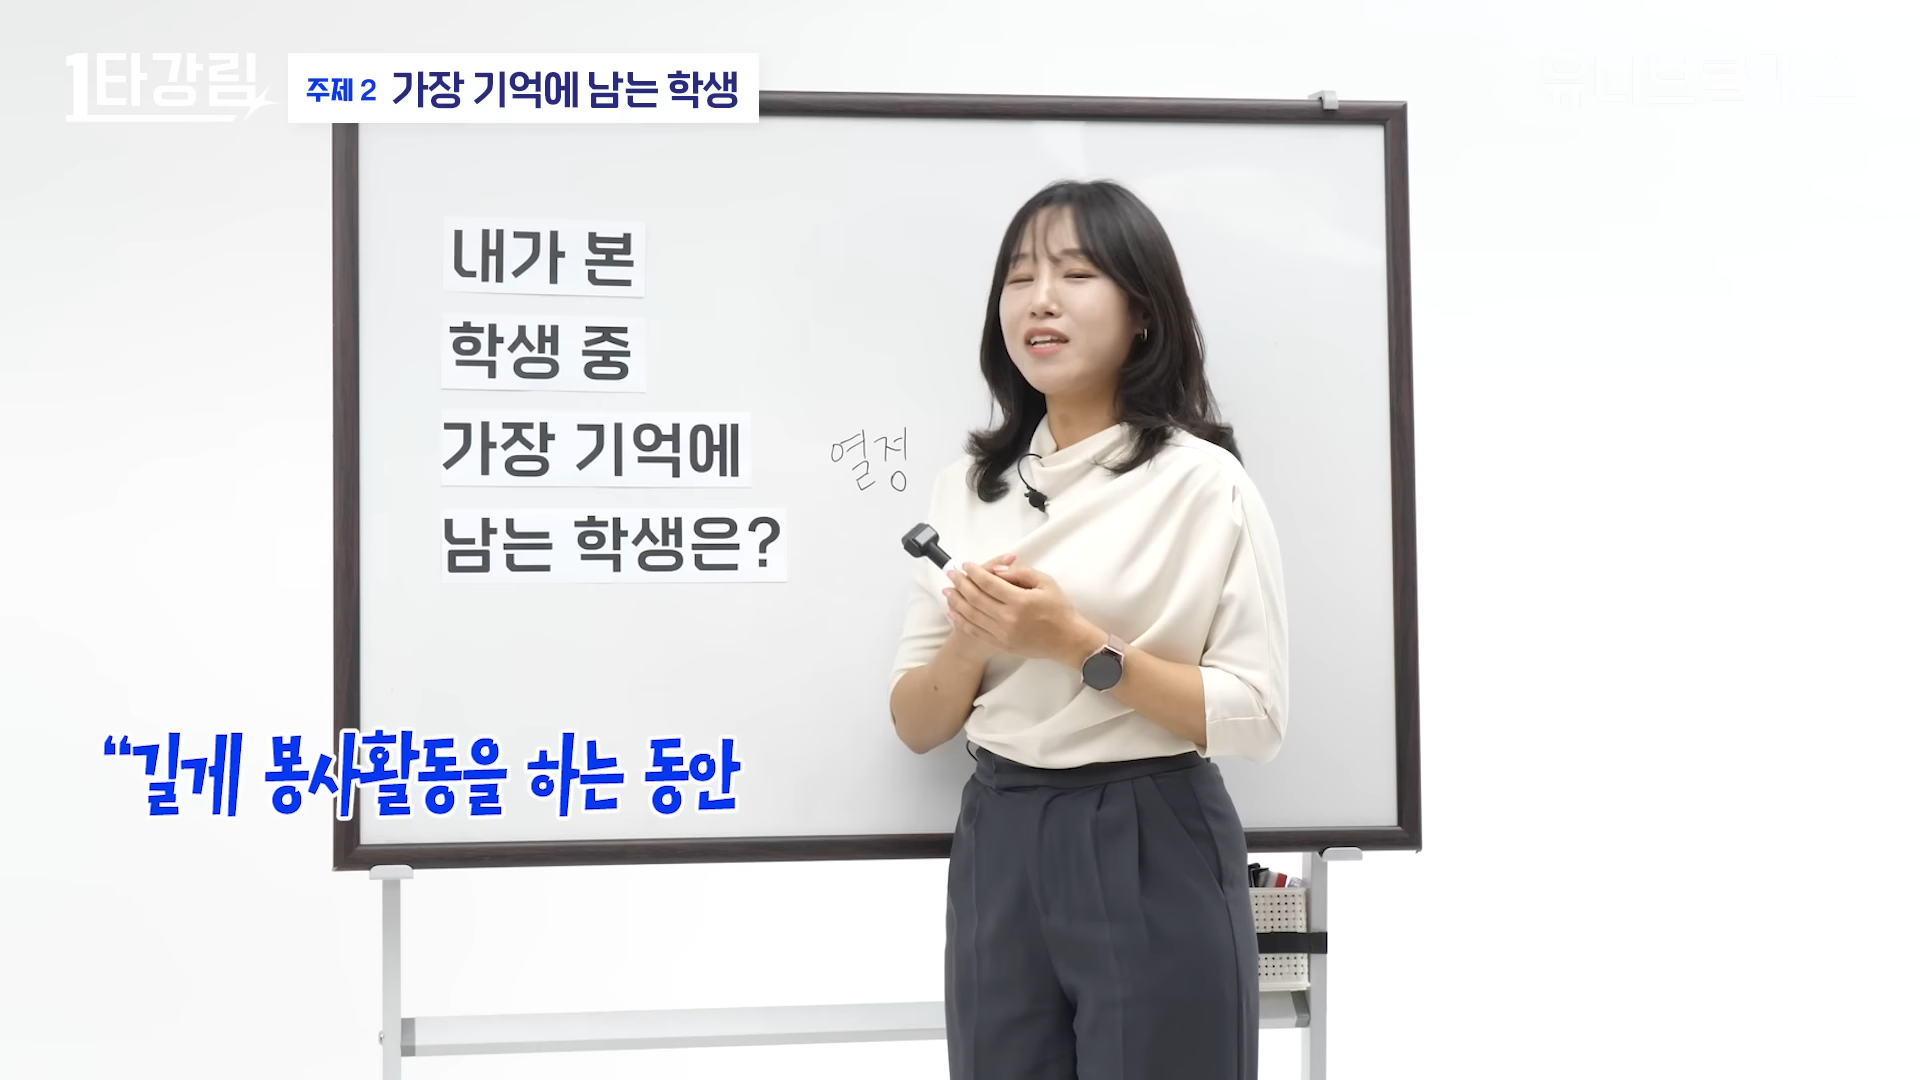 1타강림
주제 2 가장 기억에 남는 학생
내가 본
학생 중
가장 기억에
남는 학생은?
열정
“길게 봉사활동을 하는 동안